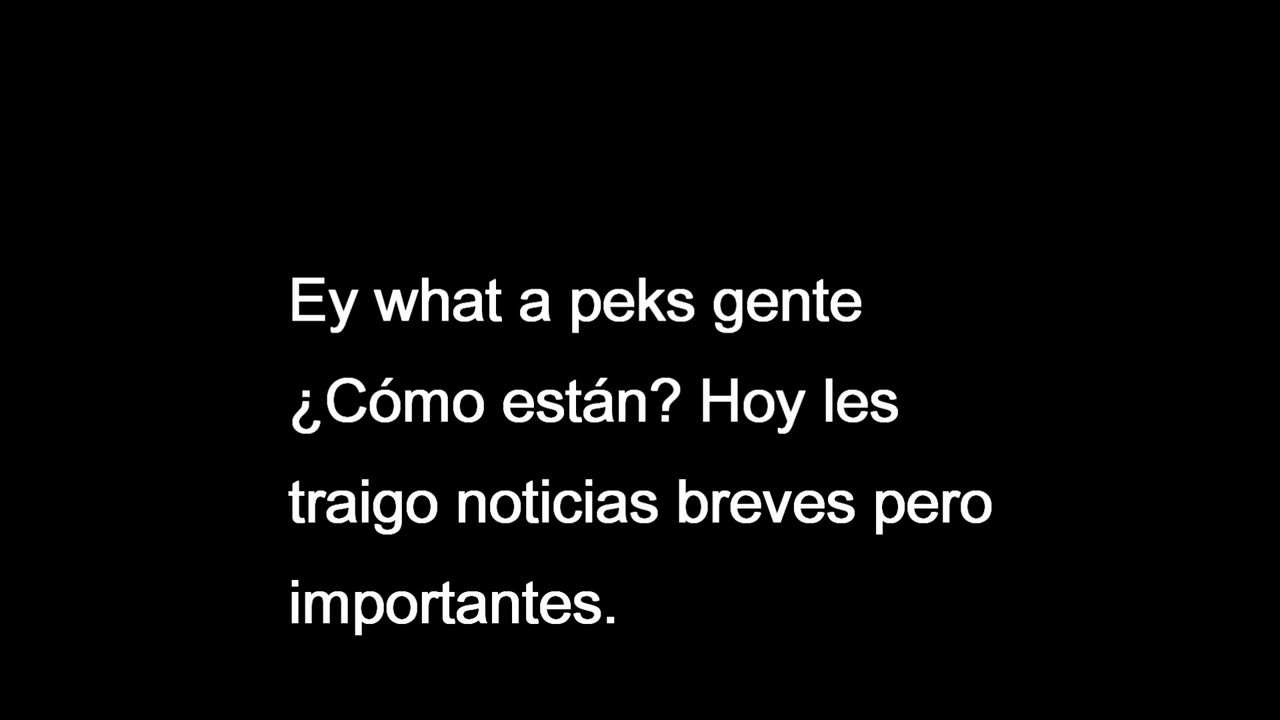 Ey what a peks gente
¿Cómo están? Hoy les
traigo noticias breves pero
importantes.